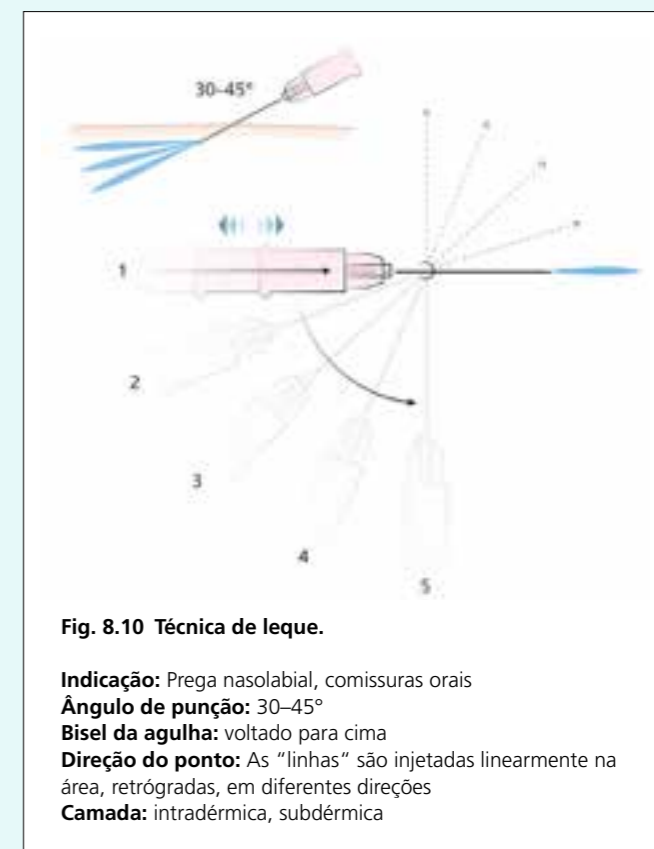 30–45°
1
2
3
4
5
Fig. 8.10 Técnica de leque.
Indicação: Prega nasolabial, comissuras orais
Ângulo de punção: 30–45°
Bisel da agulha: voltado para cima
Direção do ponto: As “linhas“ são injetadas linearmente na
área, retrógradas, em diferentes direções
Camada: intradérmica, subdérmica